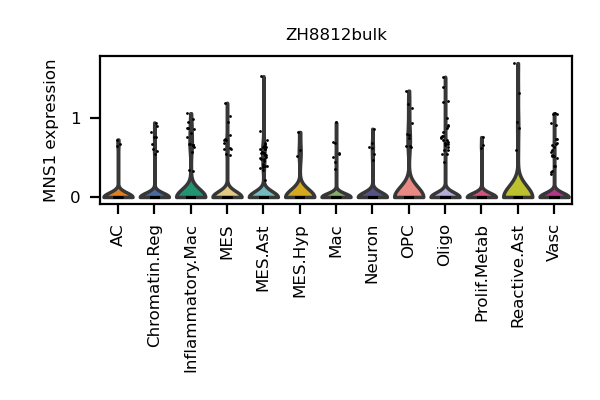 ZH8812bulk
MNS1 expression
1
0
AC
Chromatin.Reg
Inflammatory.Mac
MES
MES.Ast
MES.Hyp
Mac
Neuron
OPC
Oligo
Prolif.Metab
Reactive.Ast
Vasc